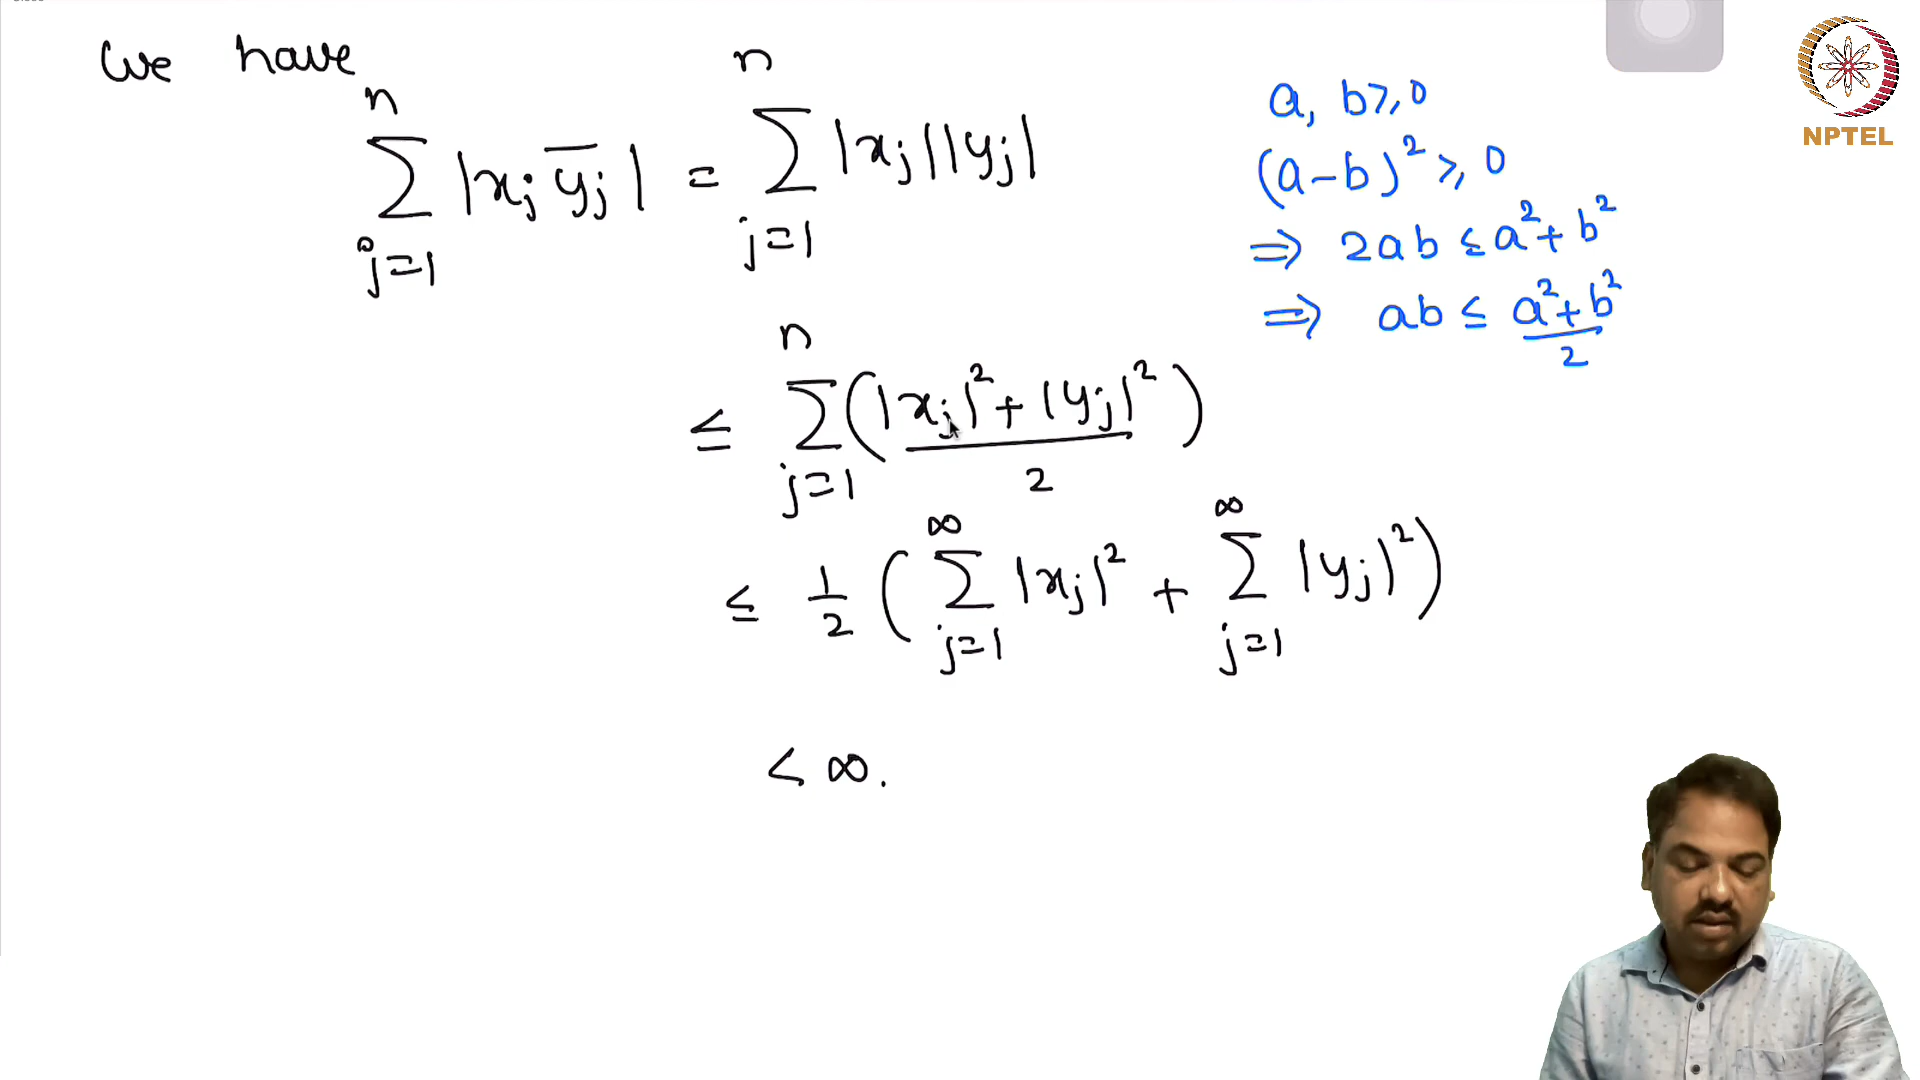 We have
n
∑ |xj ȳj| = ∑ |xj||yj|
j=1
n
j=1
a, b ≥ 0
(a-b)² ≥ 0
⇒ 2ab ≤ a² + b²
⇒ ab ≤ a² + b²
2
NPTEL
n
≤ ∑ (|xj|² + |yj|²)
j=1
2
∞ ∞
≤ 1/2 ( ∑ |xj|² + ∑ |yj|² )
j=1 j=1
< ∞.